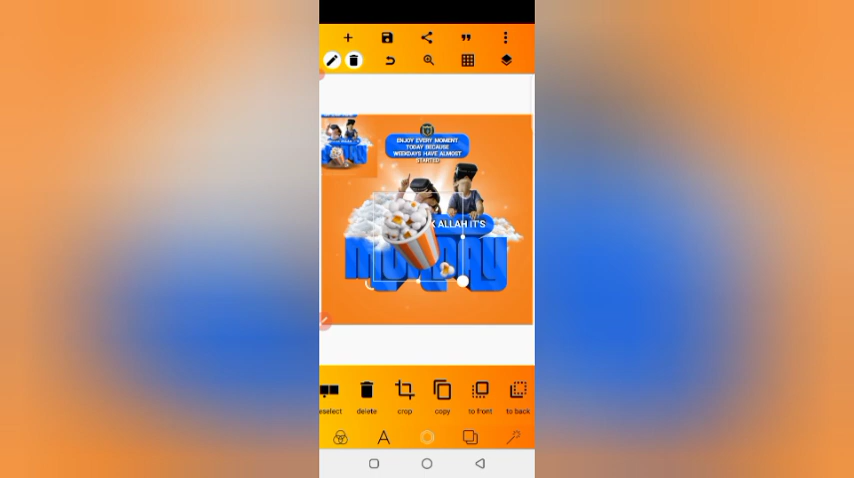 ENJOY EVERY MOMENT
TODAY BECAUSE
WEEKDAYS HAVE ALMOST
STARTED
K ALLAH IT'S
MONDAY
eselect
delete
crop
copy
to front
to back